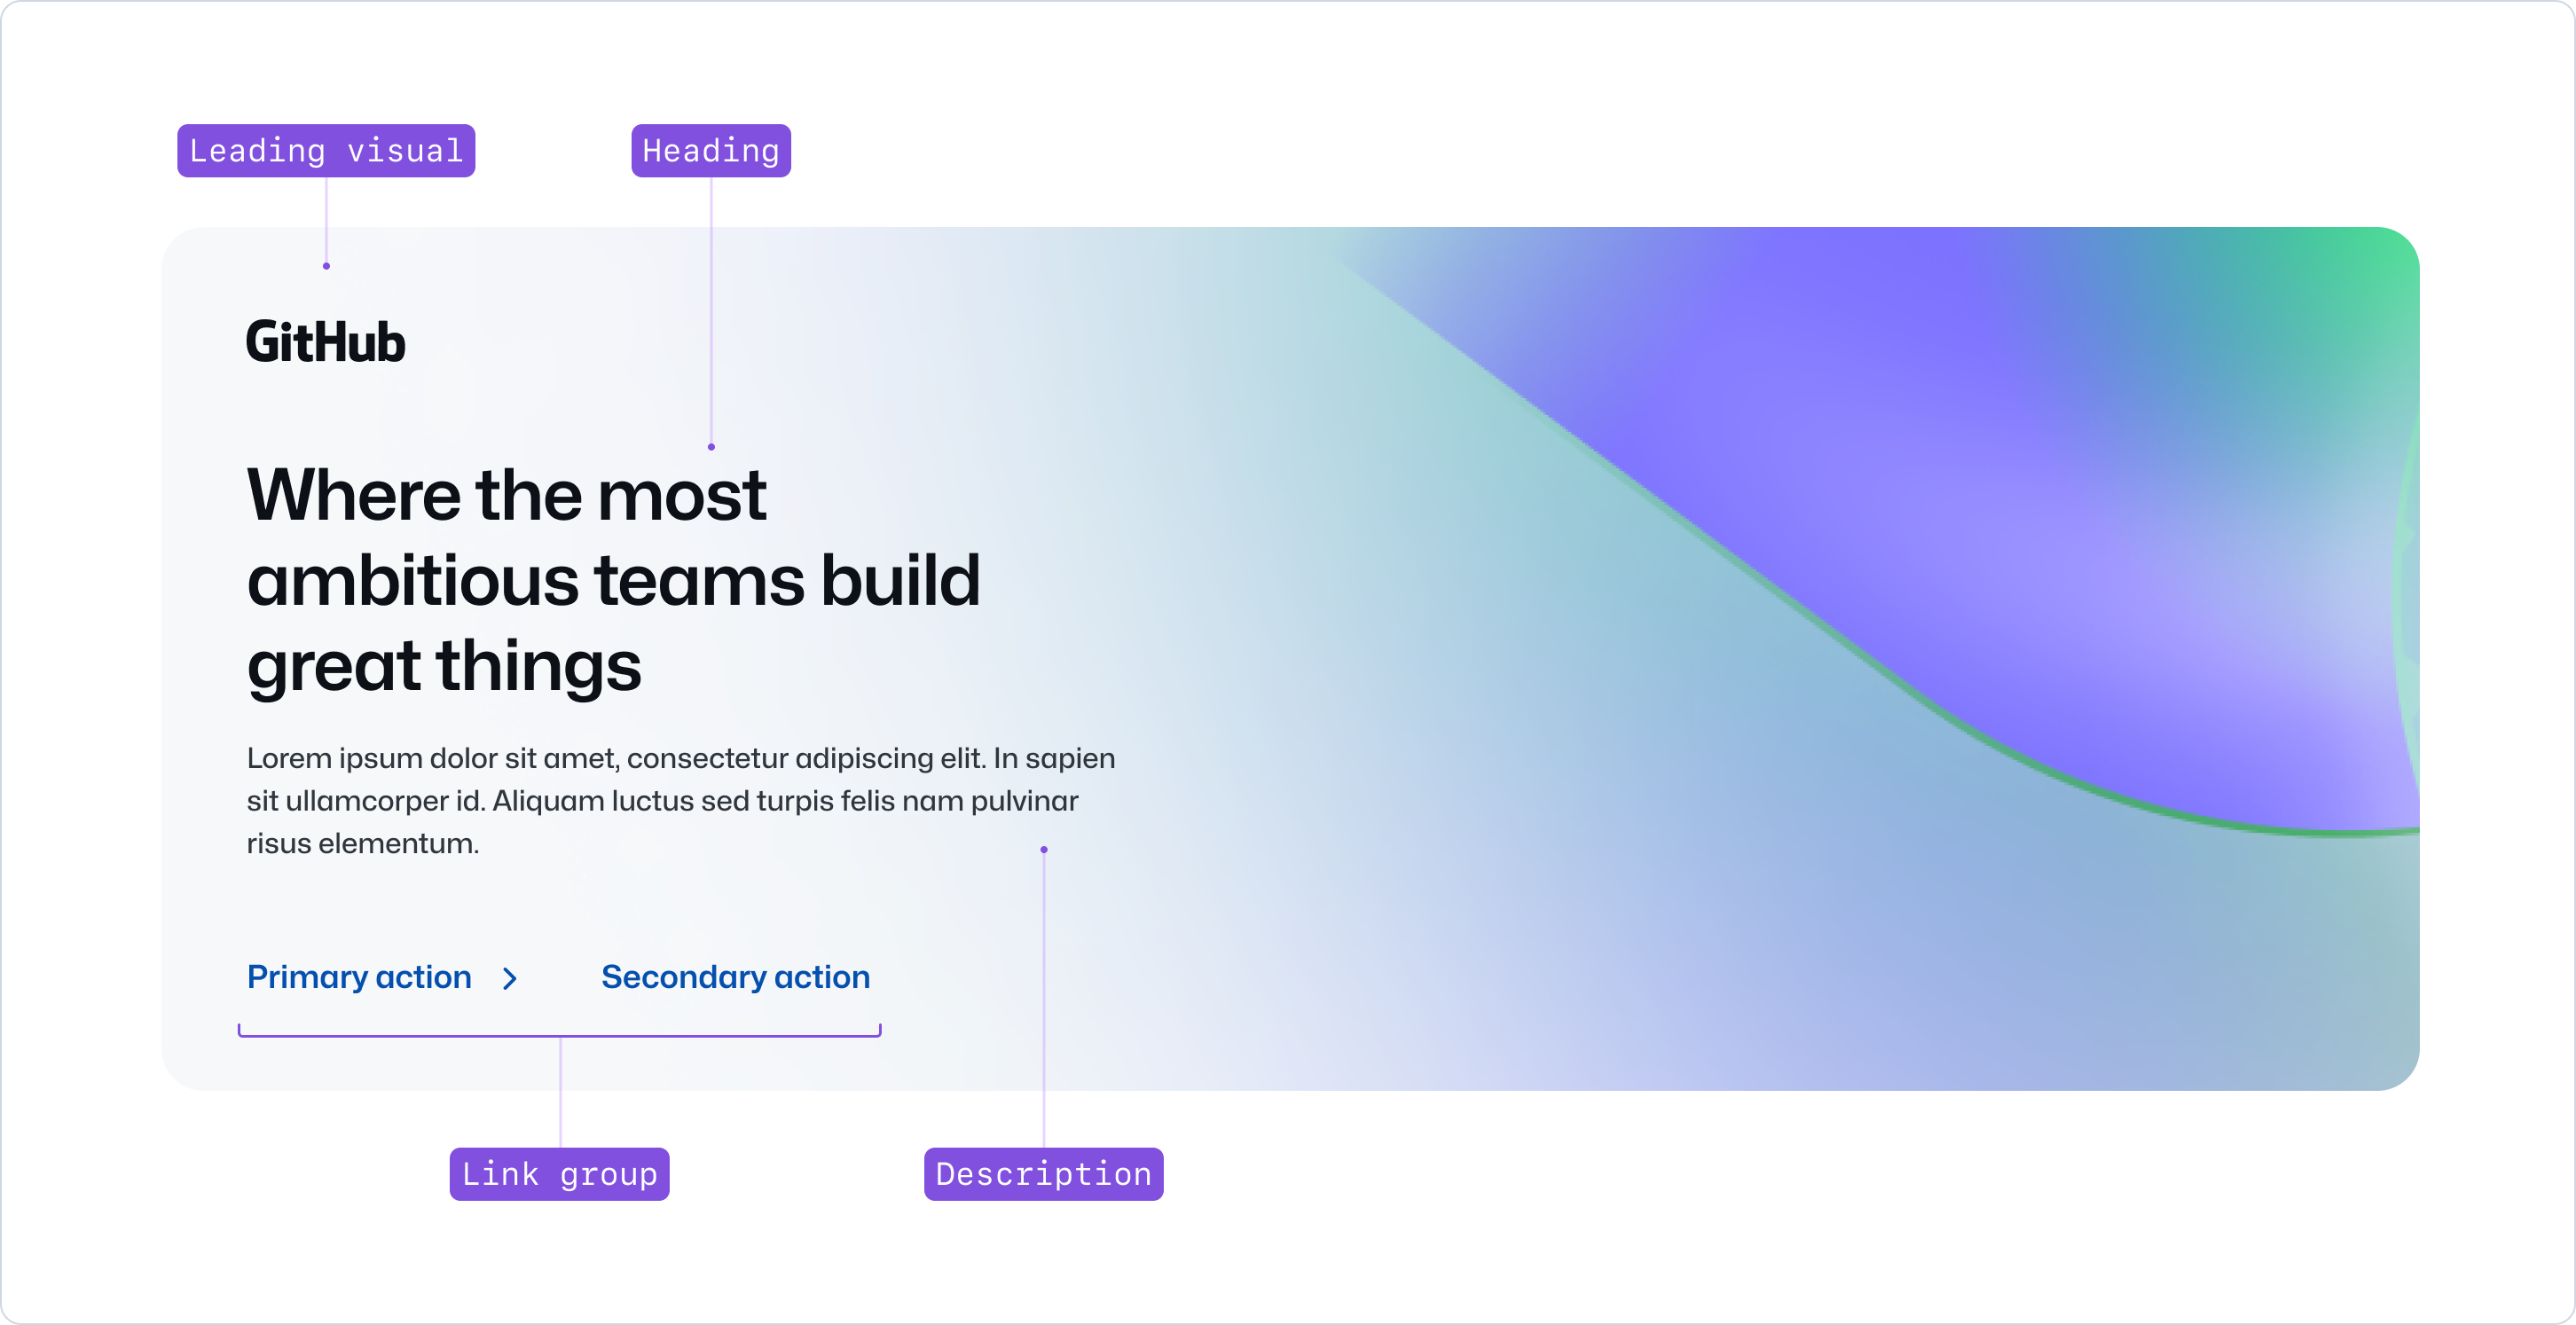 Leading visual
Heading
GitHub
Where the most
ambitious teams build
great things
Lorem ipsum dolor sit amet, consectetur adipiscing elit. In sapien
sit ullamcorper id. Aliquam luctus sed turpis felis nam pulvinar
risus elementum.
Primary action
Secondary action
Link group
Description